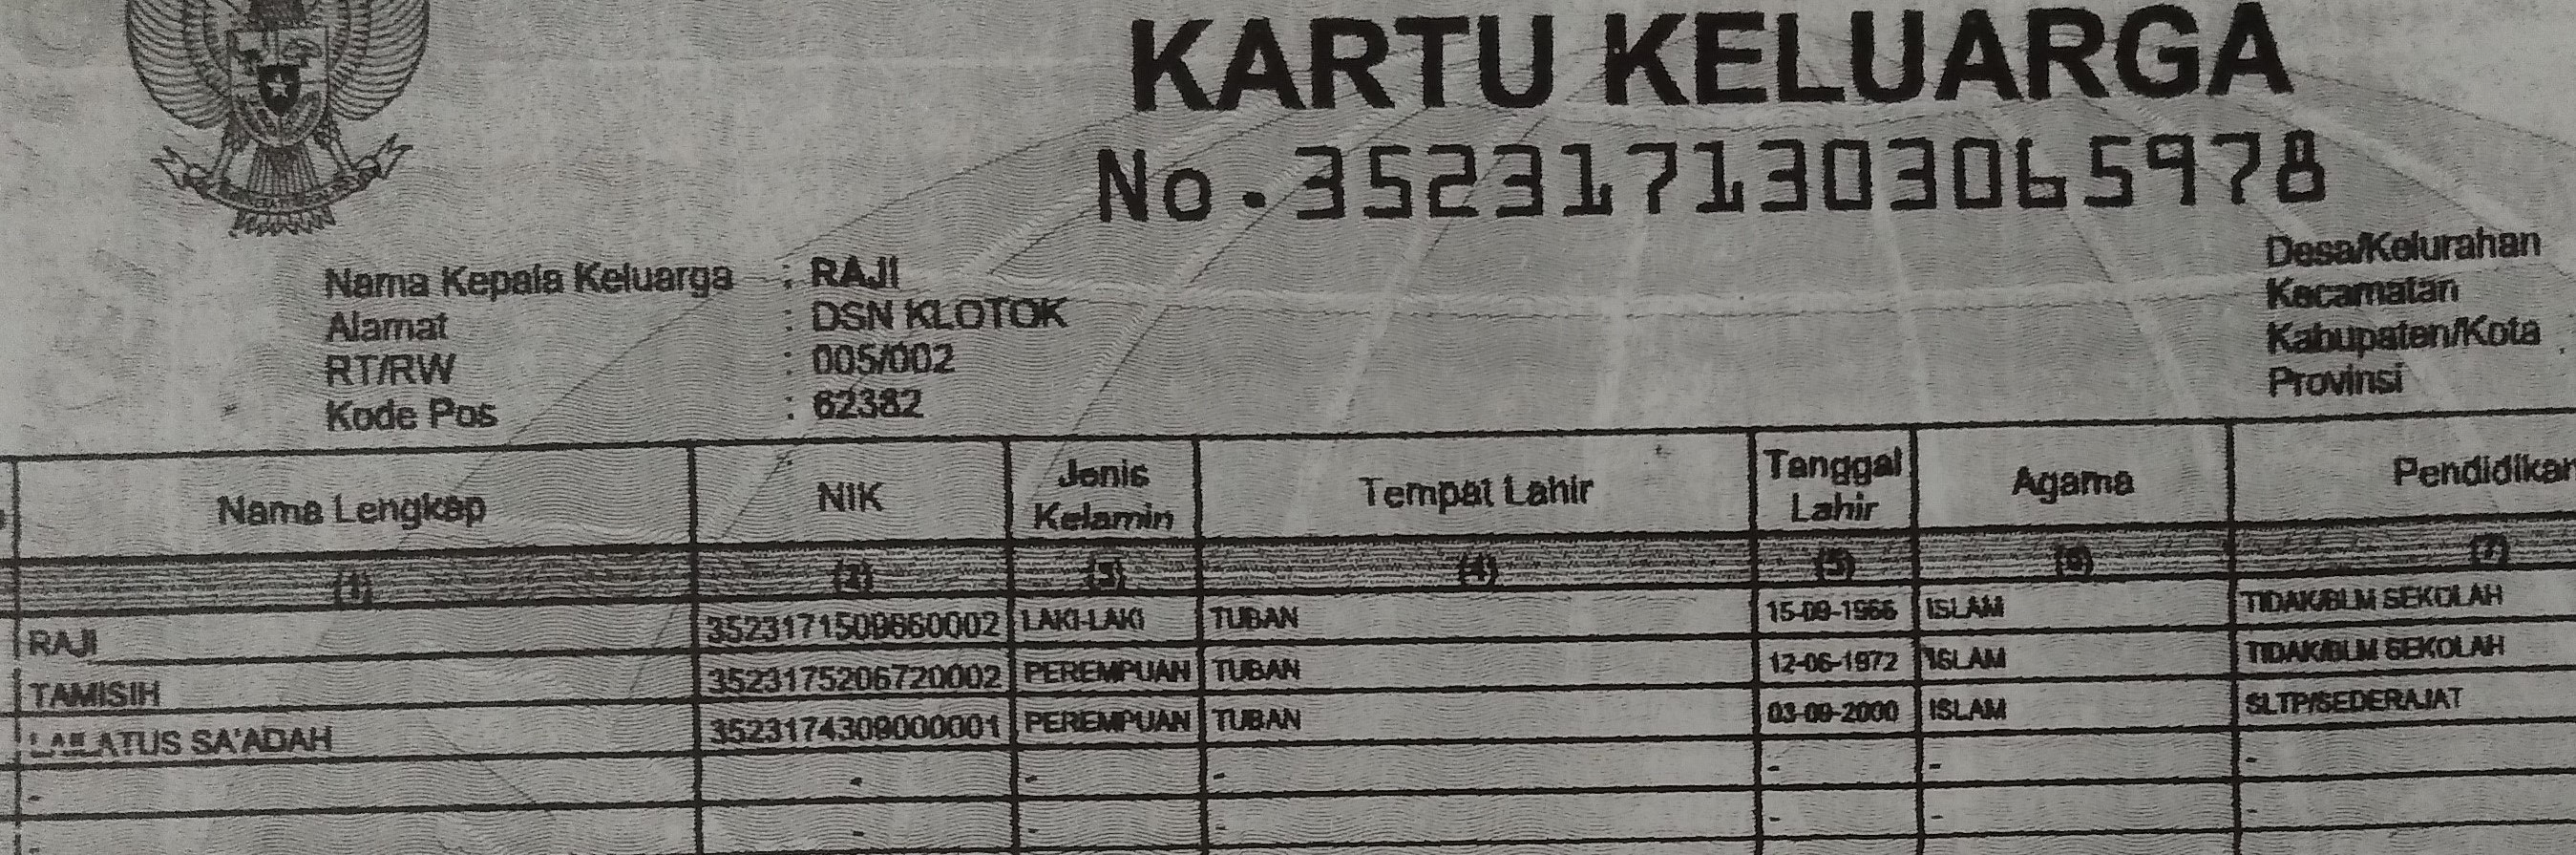 KARTU KELUARGA
No. 3523171303065978
Nama Kepala Keluarga : RAJI
Alamat : DSN KLOTOK
RT/RW : 005/002
Kode Pos : 62382
Desa/Kelurahan
Kecamatan
Kabupaten/Kota :
Provinsi
Nama Lengkap NIK Jenis Kelamin Tempat Lahir Tanggal Lahir Agama Pendidikan
(1) (2) (3) (4) (5) (6) (7)
RAJI 3523171509660002 LAKI-LAKI TUBAN 15-09-1966 ISLAM TIDAK/BLM SEKOLAH
TAMISIH 3523175206720002 PEREMPUAN TUBAN 12-06-1972 ISLAM TIDAK/BLM SEKOLAH
LAILATUS SA'ADAH 3523174309000001 PEREMPUAN TUBAN 03-09-2000 ISLAM SLTP/SEDERAJAT
- - - - - - -
- - - - -
-